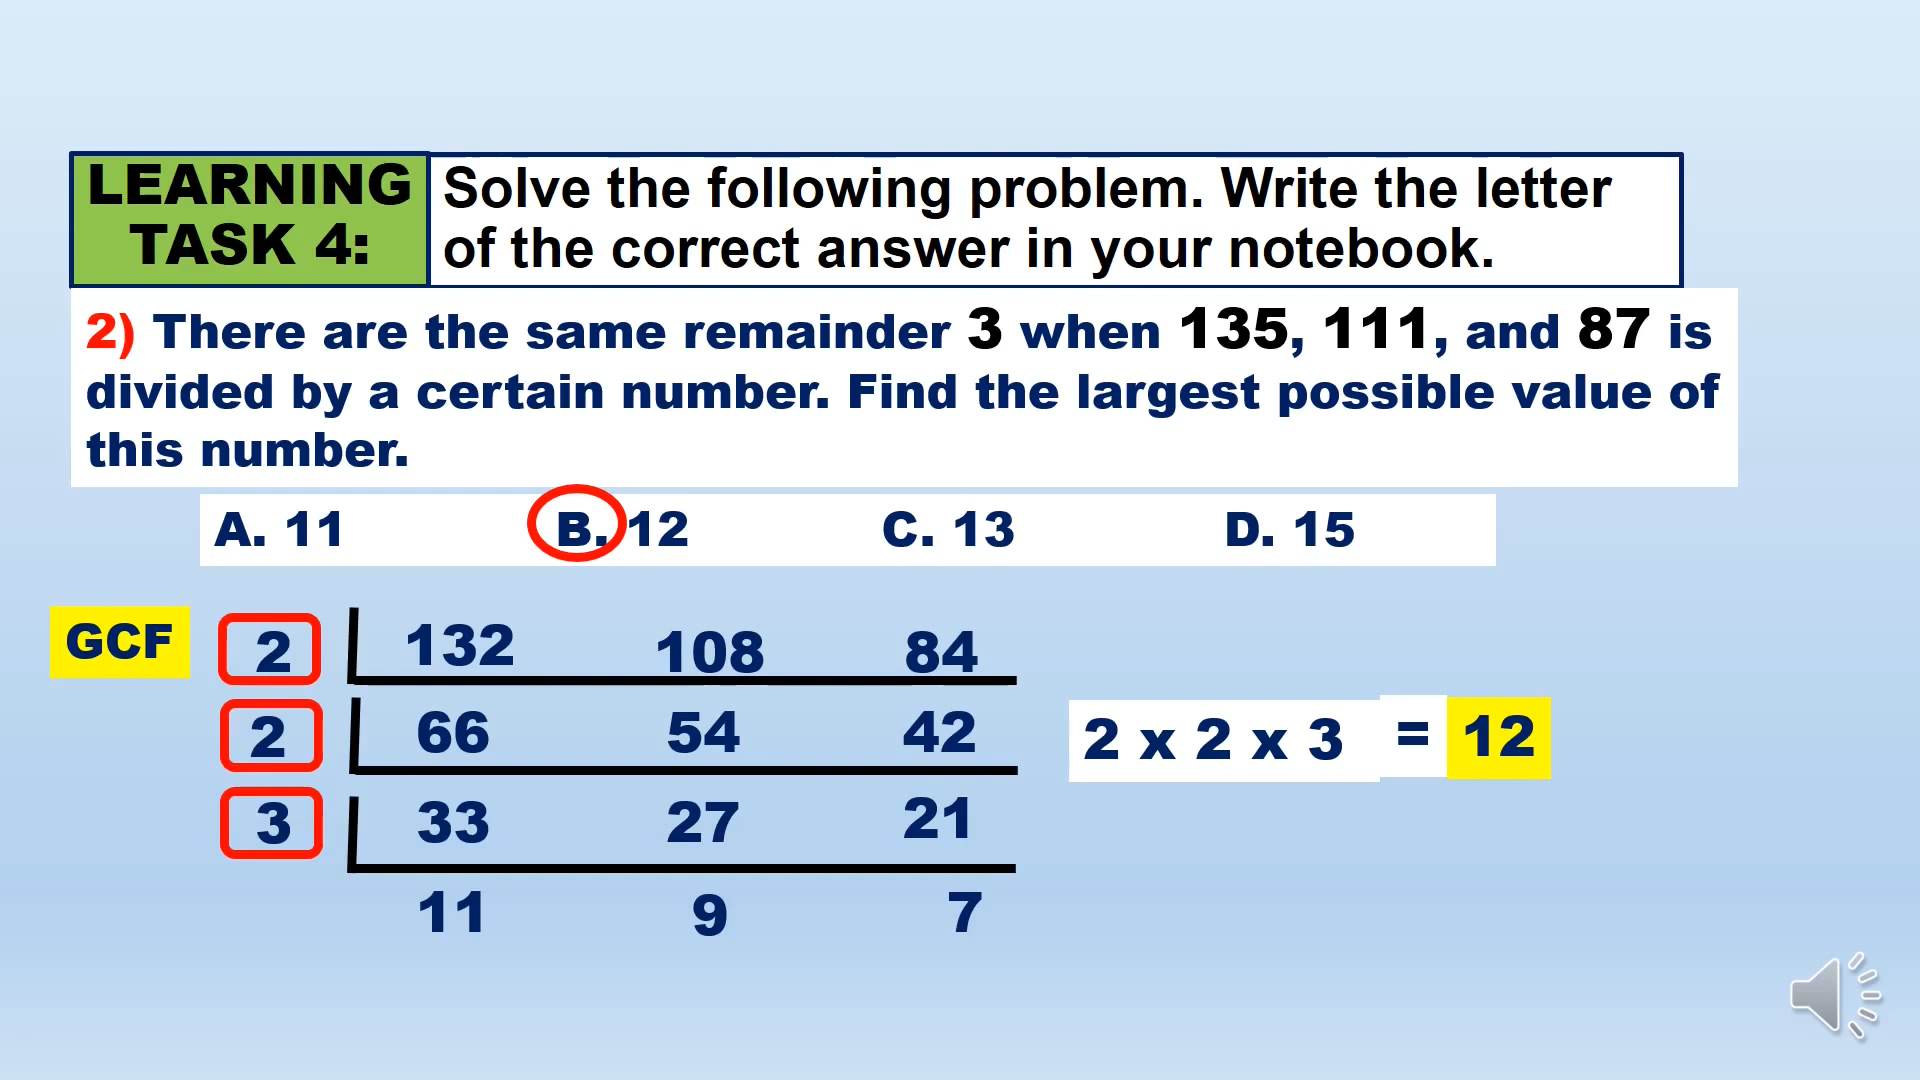 LEARNING
TASK 4:
Solve the following problem. Write the letter
of the correct answer in your notebook.
2) There are the same remainder 3 when 135, 111, and 87 is
divided by a certain number. Find the largest possible value of
this number.
A. 11 B. 12 C. 13 D. 15
GCF 2 132 108 84
2 66 54 42
2 x 2 x 3 = 12
3 33 27 21
11 9 7